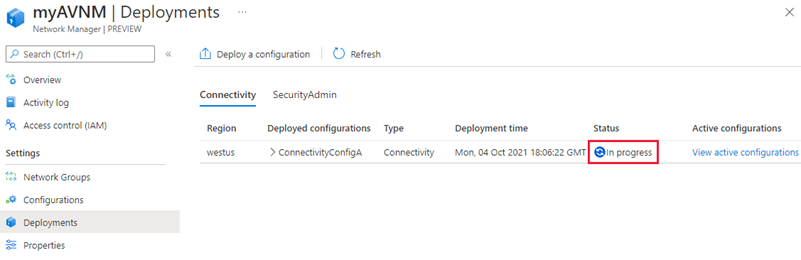 myAVNM | Deployments ...
Network Manager | PREVIEW
Search (Ctrl+/)
«
Overview
Activity log
Access control (IAM)
Settings
Network Groups
Configurations
Deployments
Properties
Deploy a configuration
Refresh
Connectivity SecurityAdmin
Region Deployed configurations Type Deployment time Status Active configurations
westus > ConnectivityConfigA Connectivity Mon, 04 Oct 2021 18:06:22 GMT In progress View active configurations